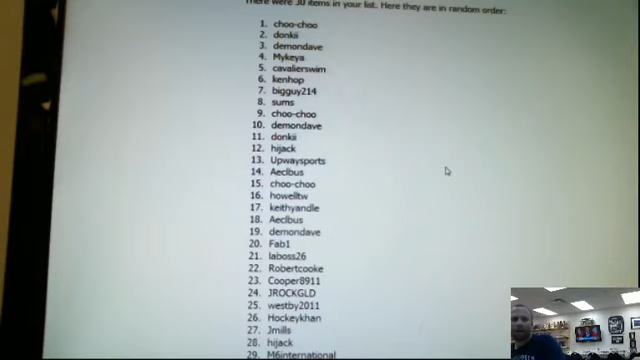 There were 30 items in your list. Here they are in random order:
1. choo-choo
2. donkii
3. demondave
4. Mykeya
5. cavalierswim
6. kenhop
7. bigguy214
8. sums
9. choo-choo
10. demondave
11. donkii
12. hijack
13. Upwaysports
14. Aeclbus
15. choo-choo
16. howelltw
17. keithyandle
18. Aeclbus
19. demondave
20. Fab1
21. laboss26
22. Robertcooke
23. Cooper8911
24. JROCKGLD
25. westby2011
26. Hockeykhan
27. Jmills
28. hijack
29. M6international